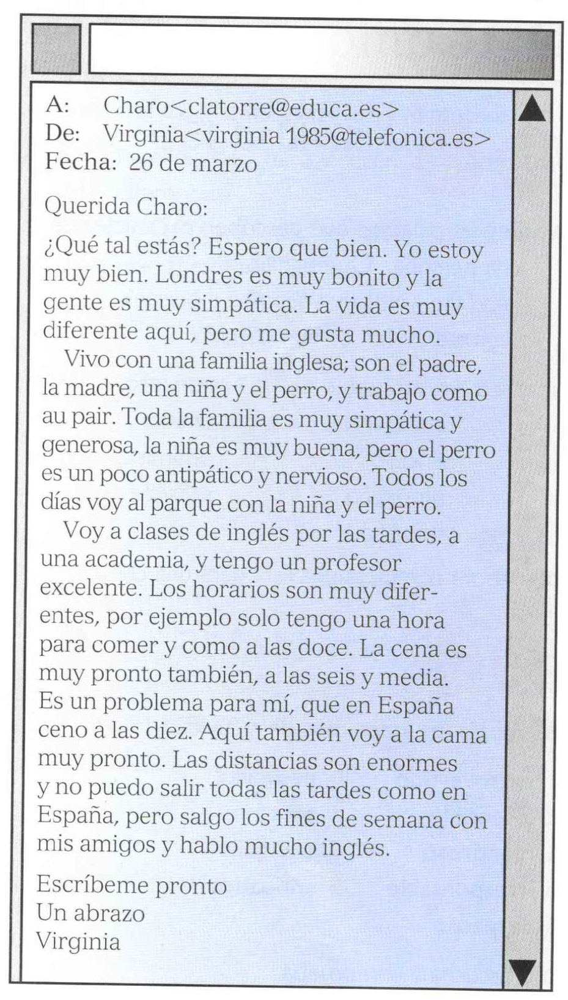 A: Charo<clatorre@educa.es>
De: Virginia<virginia 1985@telefonica.es>
Fecha: 26 de marzo
Querida Charo:
¿Qué tal estás? Espero que bien. Yo estoy
muy bien. Londres es muy bonito y la
gente es muy simpática. La vida es muy
diferente aquí, pero me gusta mucho.
Vivo con una familia inglesa; son el padre,
la madre, una niña y el perro, y trabajo como
au pair. Toda la familia es muy simpática y
generosa, la niña es muy buena, pero el perro
es un poco antipático y nervioso. Todos los
días voy al parque con la niña y el perro.
Voy a clases de inglés por las tardes, a
una academia, y tengo un profesor
excelente. Los horarios son muy difer-
entes, por ejemplo solo tengo una hora
para comer y como a las doce. La cena es
muy pronto también, a las seis y media.
Es un problema para mí, que en España
ceno a las diez. Aquí también voy a la cama
muy pronto. Las distancias son enormes
y no puedo salir todas las tardes como en
España, pero salgo los fines de semana con
mis amigos y hablo mucho inglés.
Escríbeme pronto
Un abrazo
Virginia